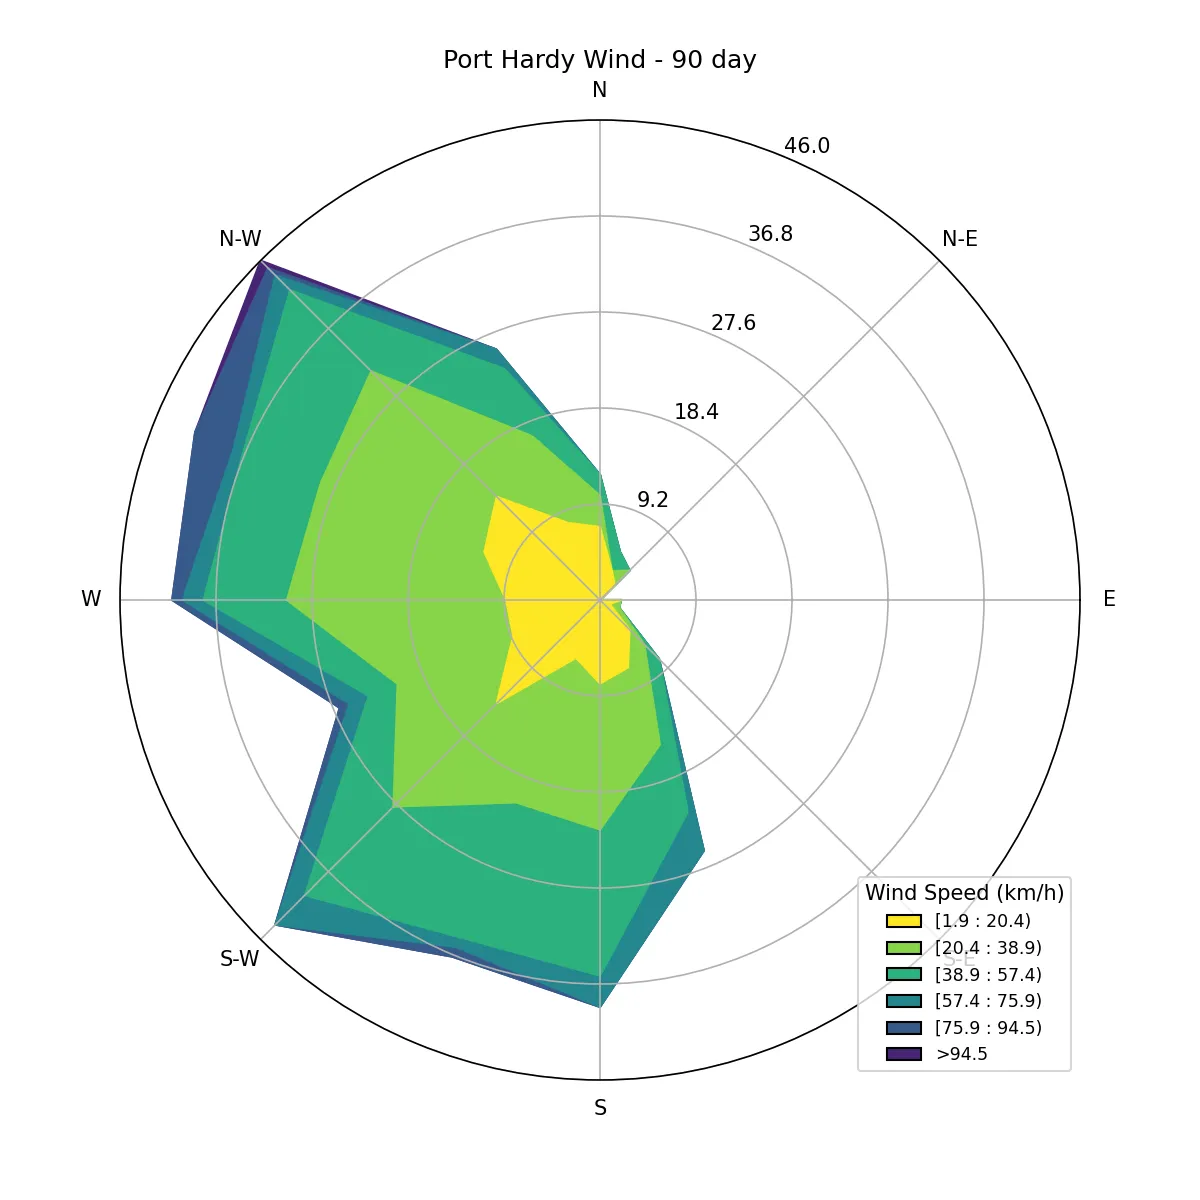 Port Hardy Wind - 90 day
N
46.0
36.8
N-W
N-E
27.6
18.4
9.2
W
E
S-W
S-E
S
Wind Speed (km/h)
[1.9 : 20.4)
[20.4 : 38.9)
[38.9 : 57.4)
[57.4 : 75.9)
[75.9 : 94.5)
>94.5